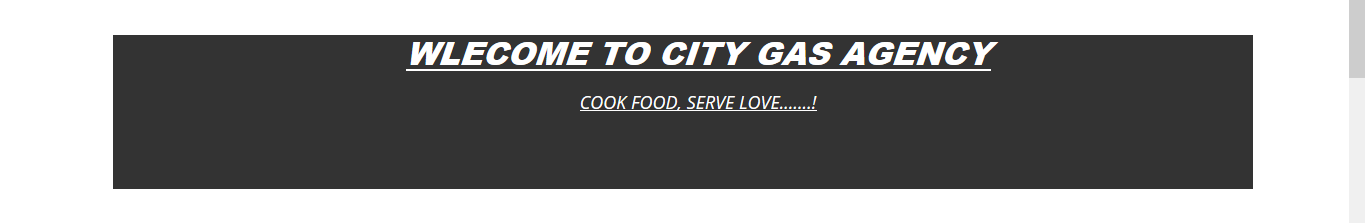 WLECOME TO CITY GAS AGENCY
COOK FOOD, SERVE LOVE.......!